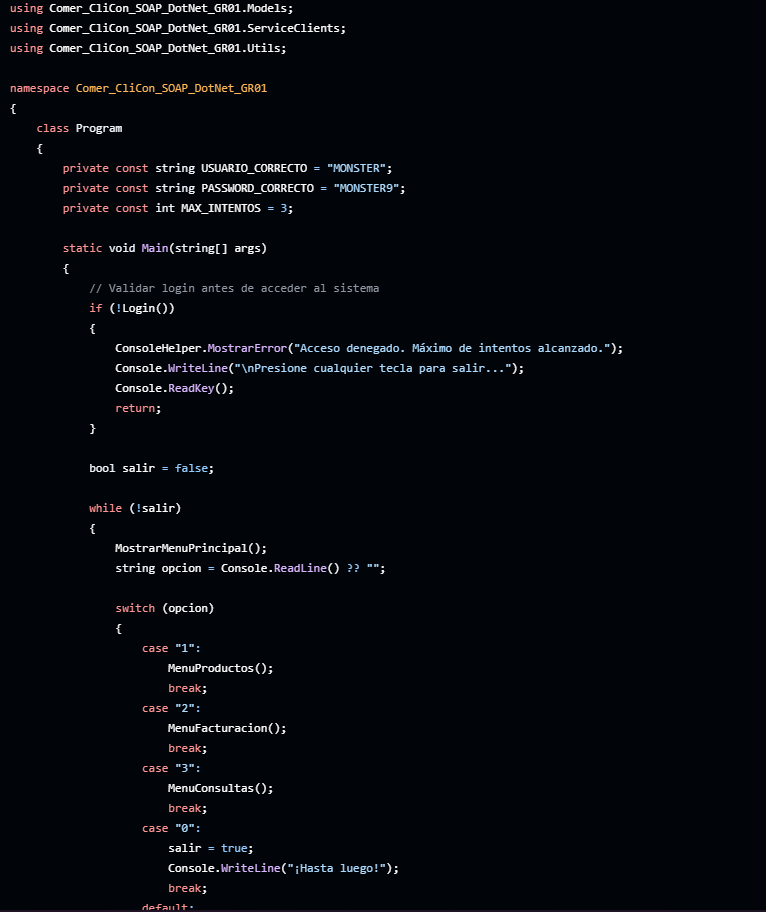 using Comer_CliCon_SOAP_DotNet_GR01.Models;
using Comer_CliCon_SOAP_DotNet_GR01.ServiceClients;
using Comer_CliCon_SOAP_DotNet_GR01.Utils;
namespace Comer_CliCon_SOAP_DotNet_GR01
{
class Program
{
private const string USUARIO_CORRECTO = "MONSTER";
private const string PASSWORD_CORRECTO = "MONSTER9";
private const int MAX_INTENTOS = 3;
static void Main(string[] args)
{
// Validar login antes de acceder al sistema
if (!Login())
{
ConsoleHelper.MostrarError("Acceso denegado. Máximo de intentos alcanzado.");
Console.WriteLine("\nPresione cualquier tecla para salir...");
Console.ReadKey();
return;
}
bool salir = false;
while (!salir)
{
MostrarMenuPrincipal();
string opcion = Console.ReadLine() ?? "";
switch (opcion)
{
case "1":
MenuProductos();
break;
case "2":
MenuFacturacion();
break;
case "3":
MenuConsultas();
break;
case "0":
salir = true;
Console.WriteLine("¡Hasta luego!");
break;
default: